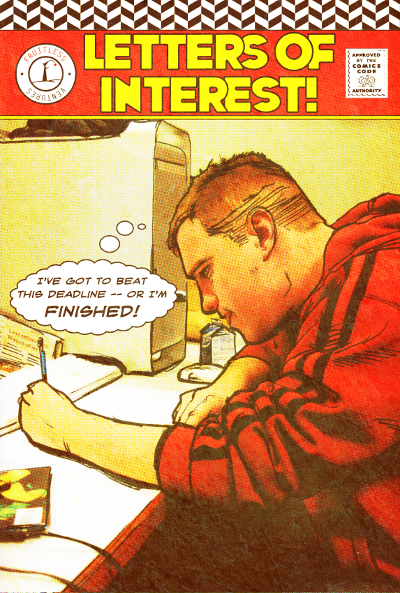 FRUITLESS
f
VENTURES
LETTERS OF
INTEREST!
APPROVED
BY THE
COMICS
CODE
AUTHORITY
I'VE GOT TO BEAT
THIS DEADLINE -- OR I'M
FINISHED!